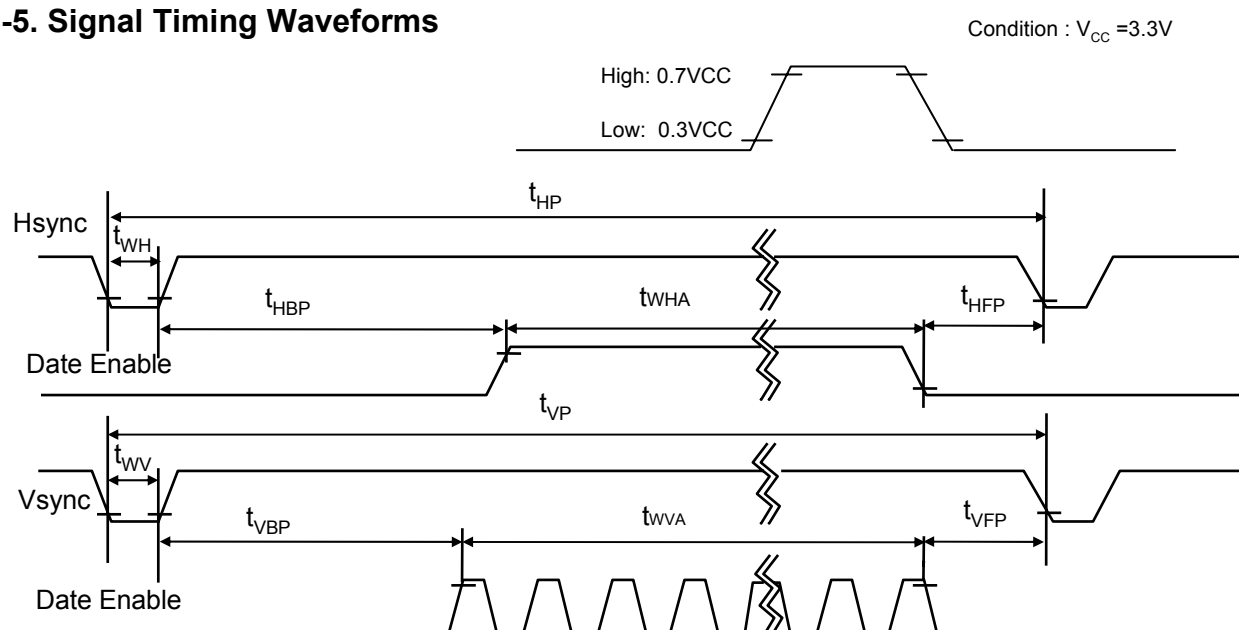 -5. Signal Timing Waveforms
Condition : VCC =3.3V
High: 0.7VCC
Low: 0.3VCC
tHP
Hsync
tWH
tHBP
tWHA
tHFP
Date Enable
tVP
tWV
Vsync
tVBP
tWVA
tVFP
Date Enable